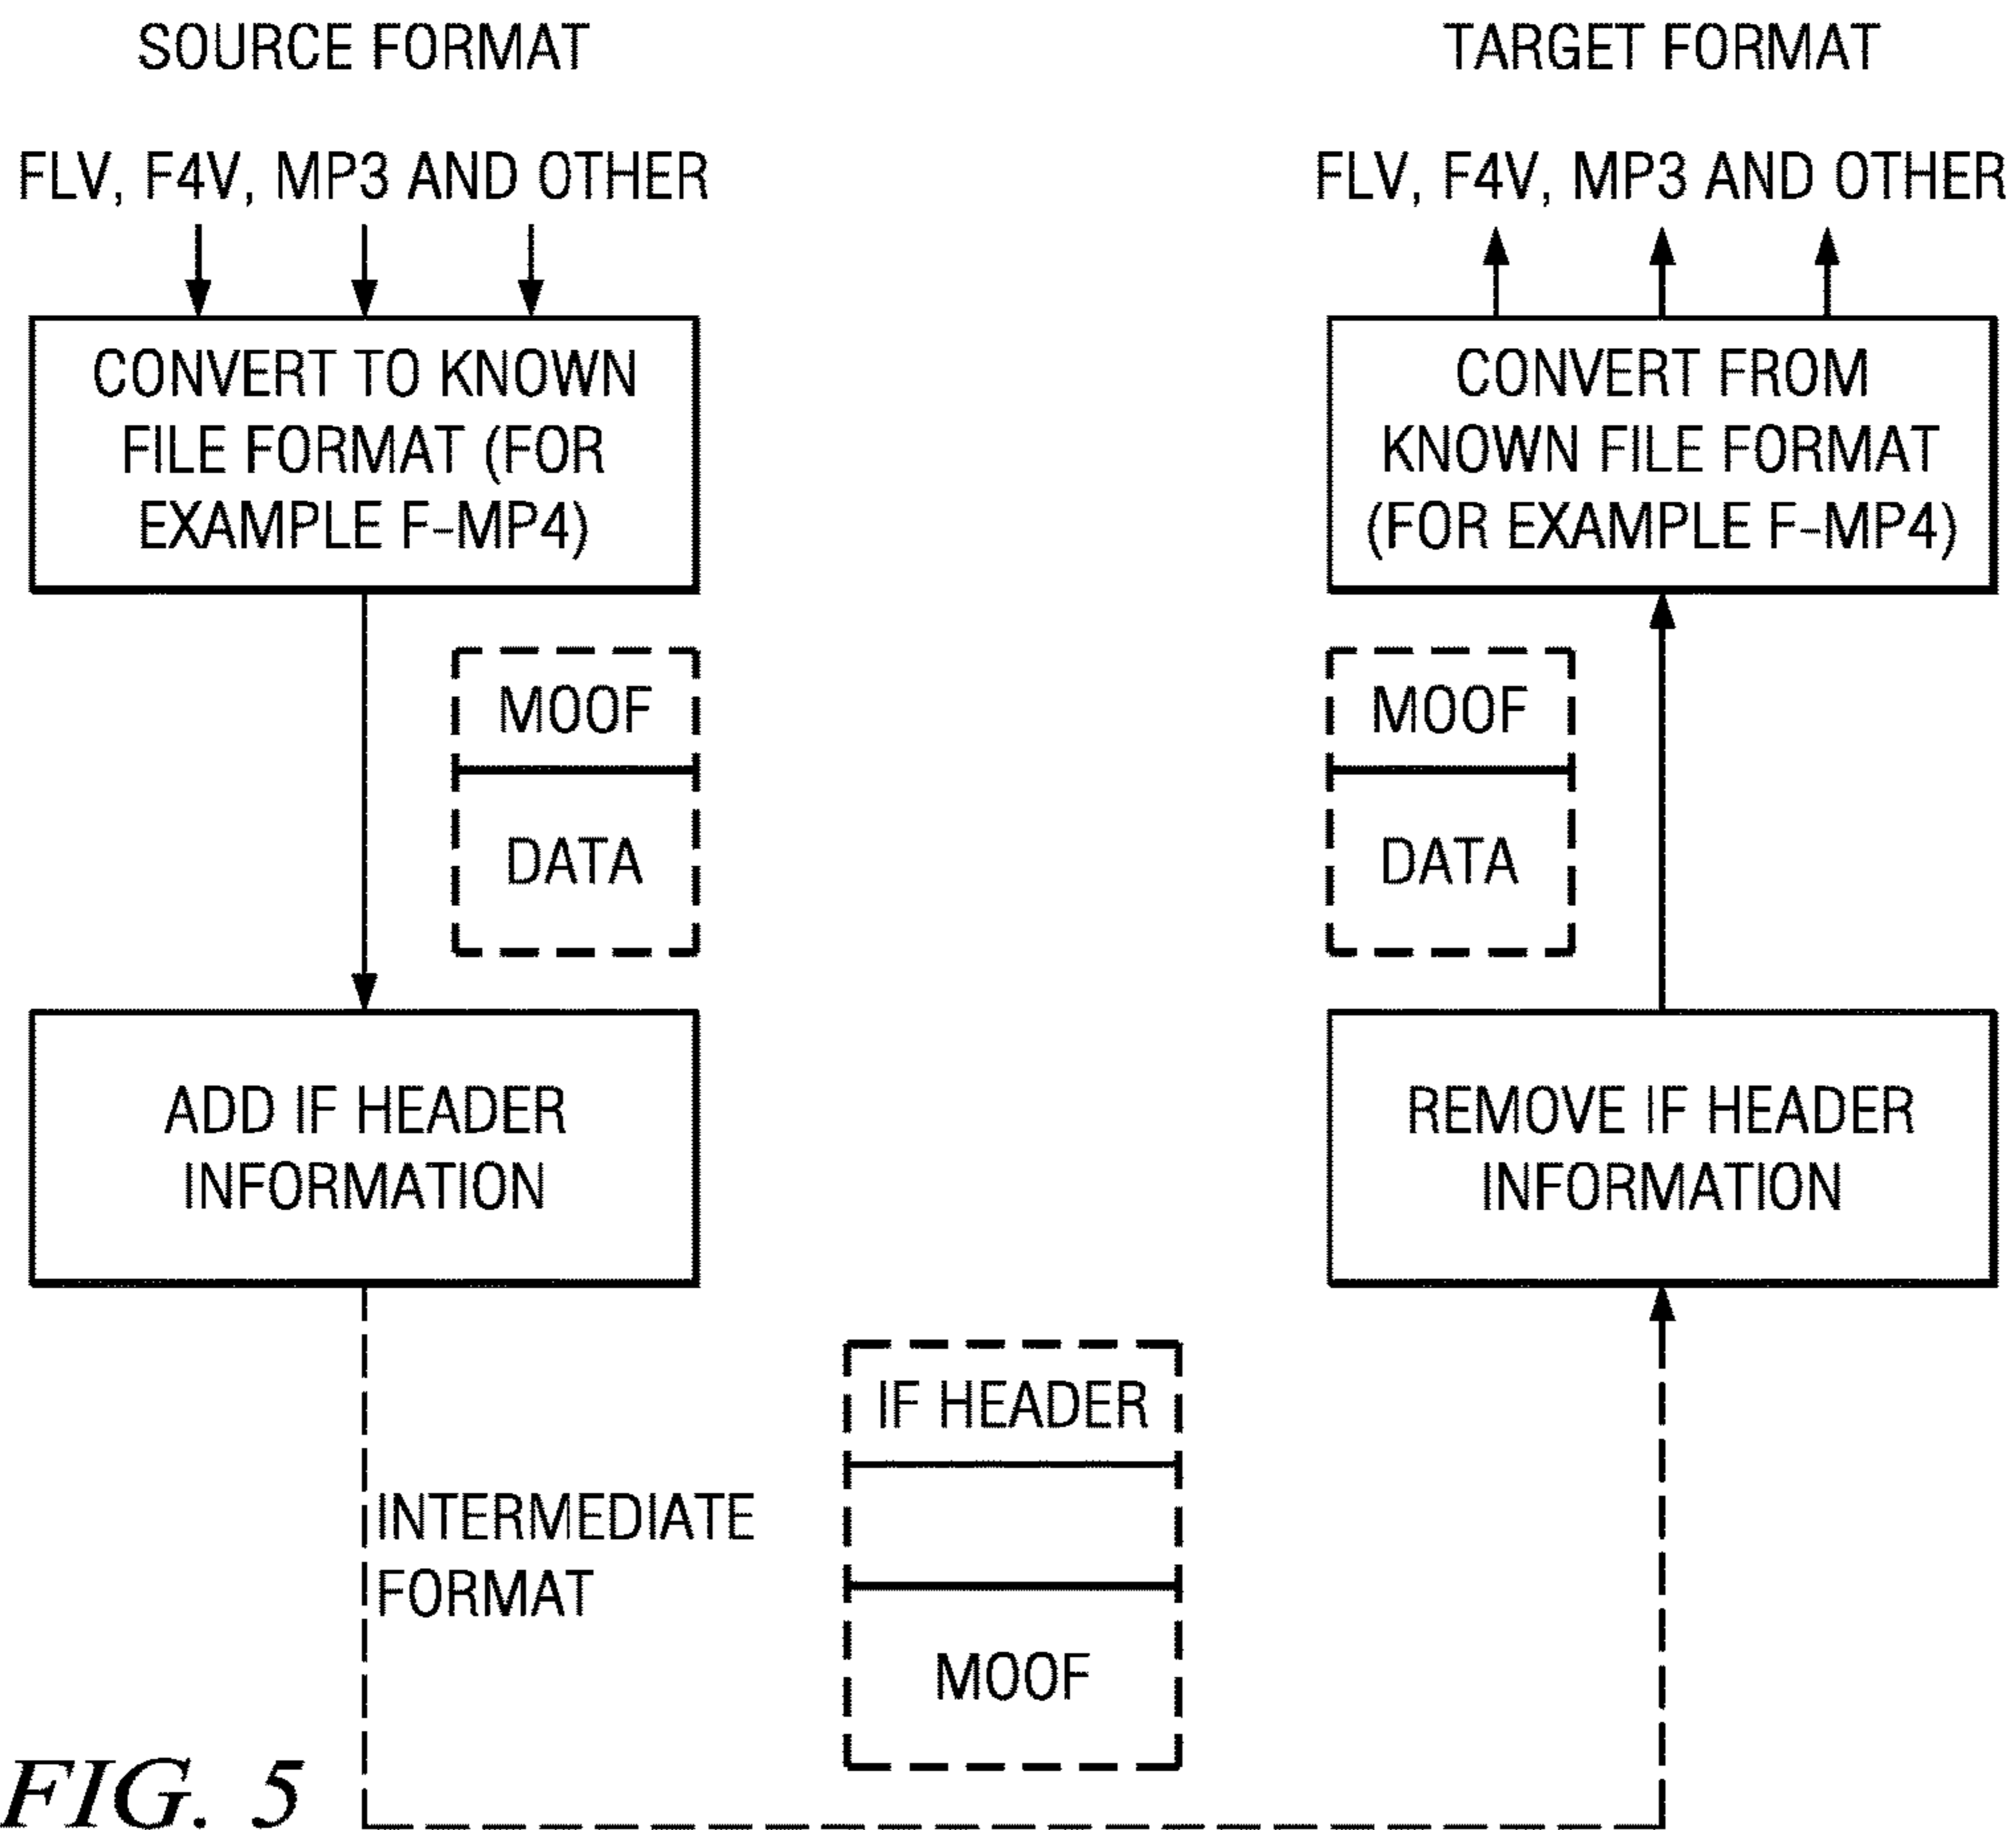 SOURCE FORMAT
FLV, F4V, MP3 AND OTHER
CONVERT TO KNOWN
FILE FORMAT (FOR
EXAMPLE F-MP4)
MOOF
DATA
ADD IF HEADER
INFORMATION
INTERMEDIATE
FORMAT
IF HEADER
MOOF
TARGET FORMAT
FLV, F4V, MP3 AND OTHER
CONVERT FROM
KNOWN FILE FORMAT
(FOR EXAMPLE F-MP4)
MOOF
DATA
REMOVE IF HEADER
INFORMATION
FIG. 5